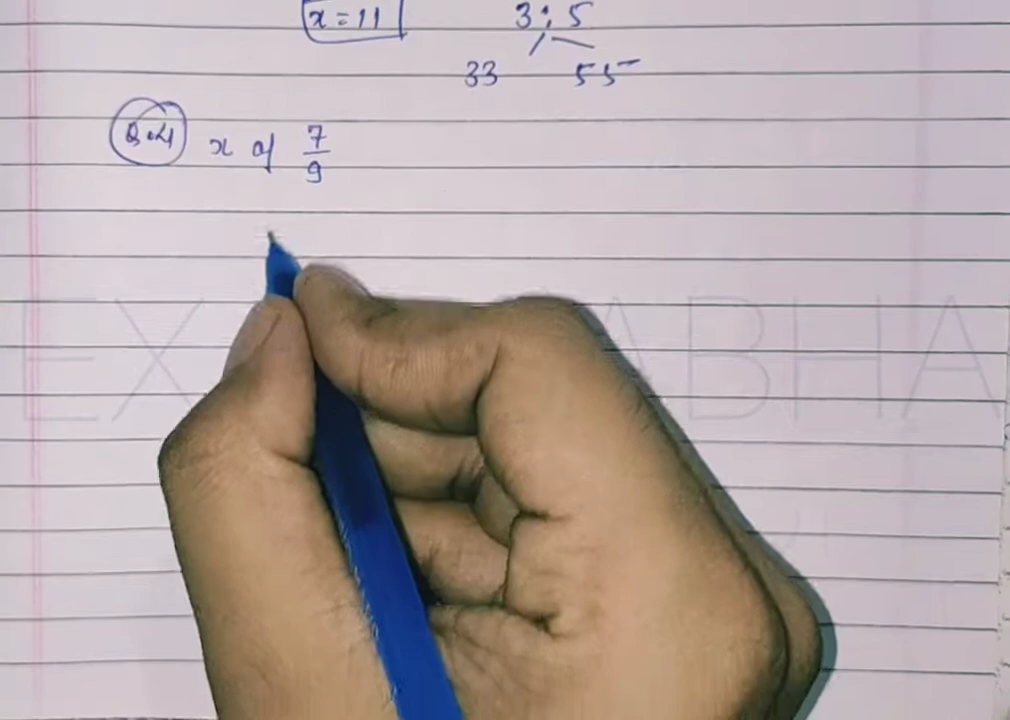 x = 11
3 : 5
33 55
Q.4 x of 7/9